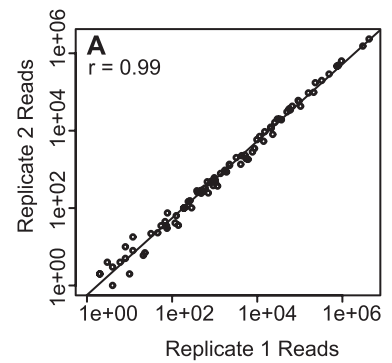 A
r = 0.99
Replicate 2 Reads
1e+06
1e+04
1e+02
1e+00
1e+00 1e+02 1e+04 1e+06
Replicate 1 Reads